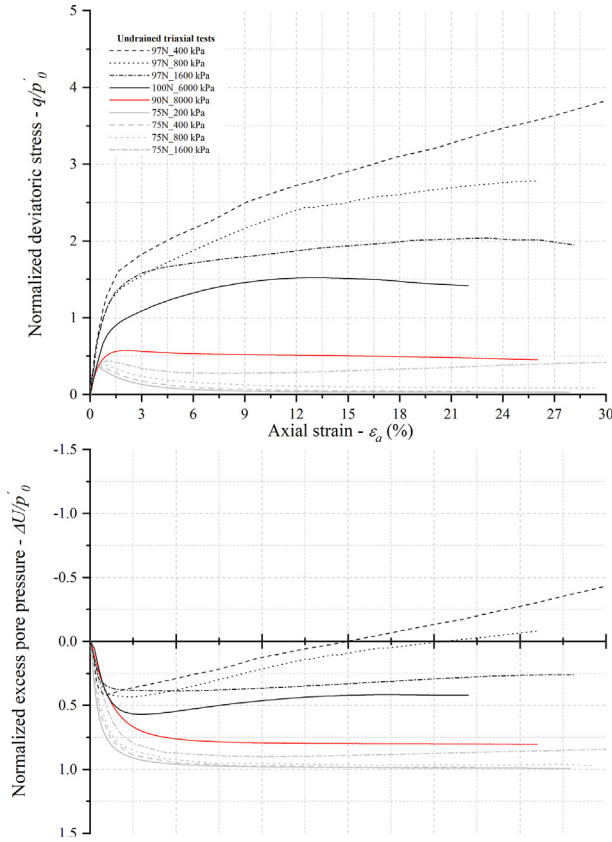 5
4
3
2
1
0
Normalized deviatoric stress - q/p'0
Undrained triaxial tests
97N_400 kPa
97N_800 kPa
97N_1600 kPa
100N_6000 kPa
90N_8000 kPa
75N_200 kPa
75N_400 kPa
75N_800 kPa
75N_1600 kPa
0 3 6 9 12 15 18 21 24 27 30
Axial strain - εa (%)
-1.5
-1.0
-0.5
0.0
0.5
1.0
1.5
Normalized excess pore pressure - ΔU/p'0